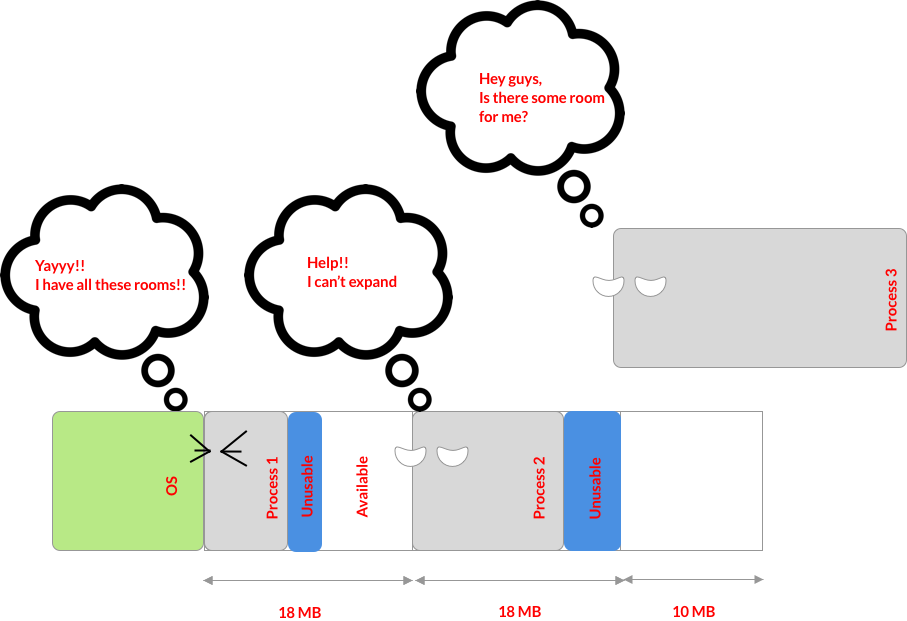 Hey guys,
Is there some room
for me?
Yayyy!!
I have all these rooms!!
Help!!
I can't expand
Process 3
OS
Process 1
Unusable
Available
Process 2
Unusable
18 MB
18 MB
10 MB